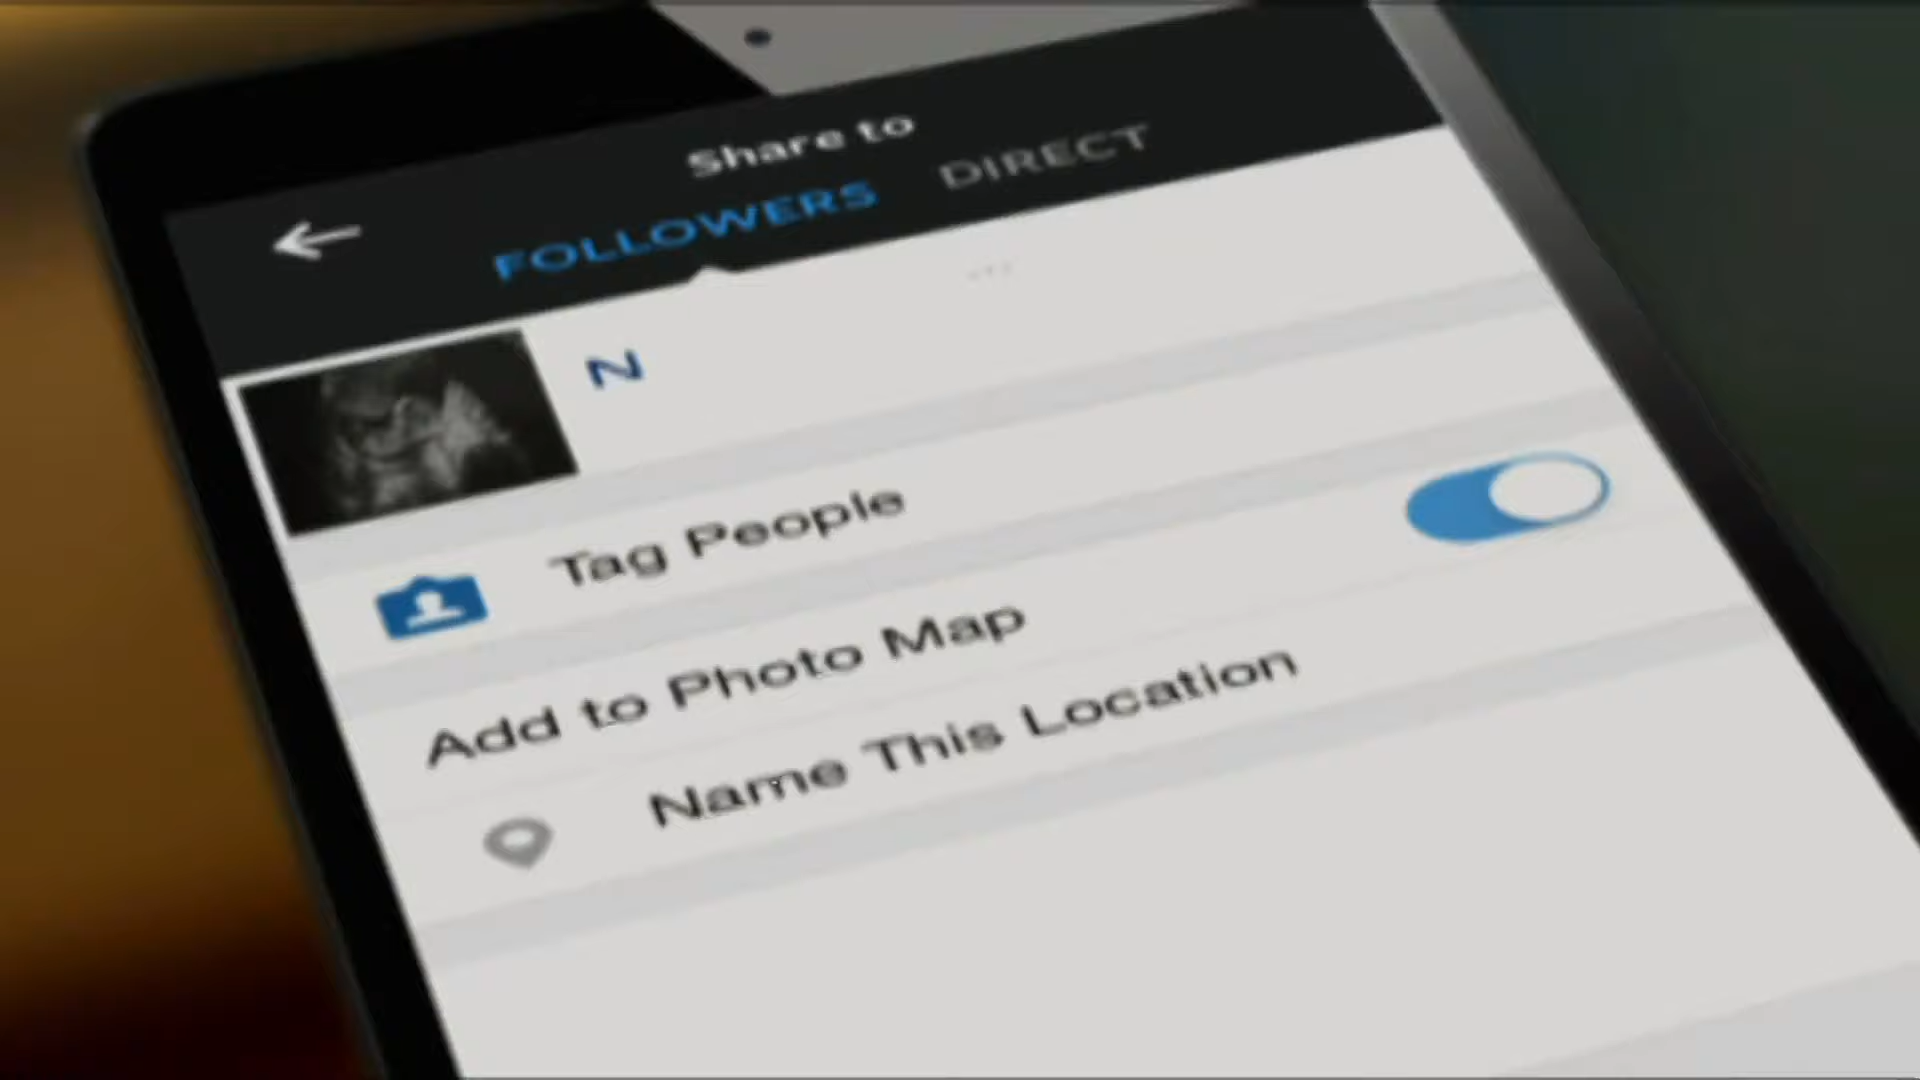 Share to
FOLLOWERS DIRECT
N
Tag People
Add to Photo Map
Name This Location